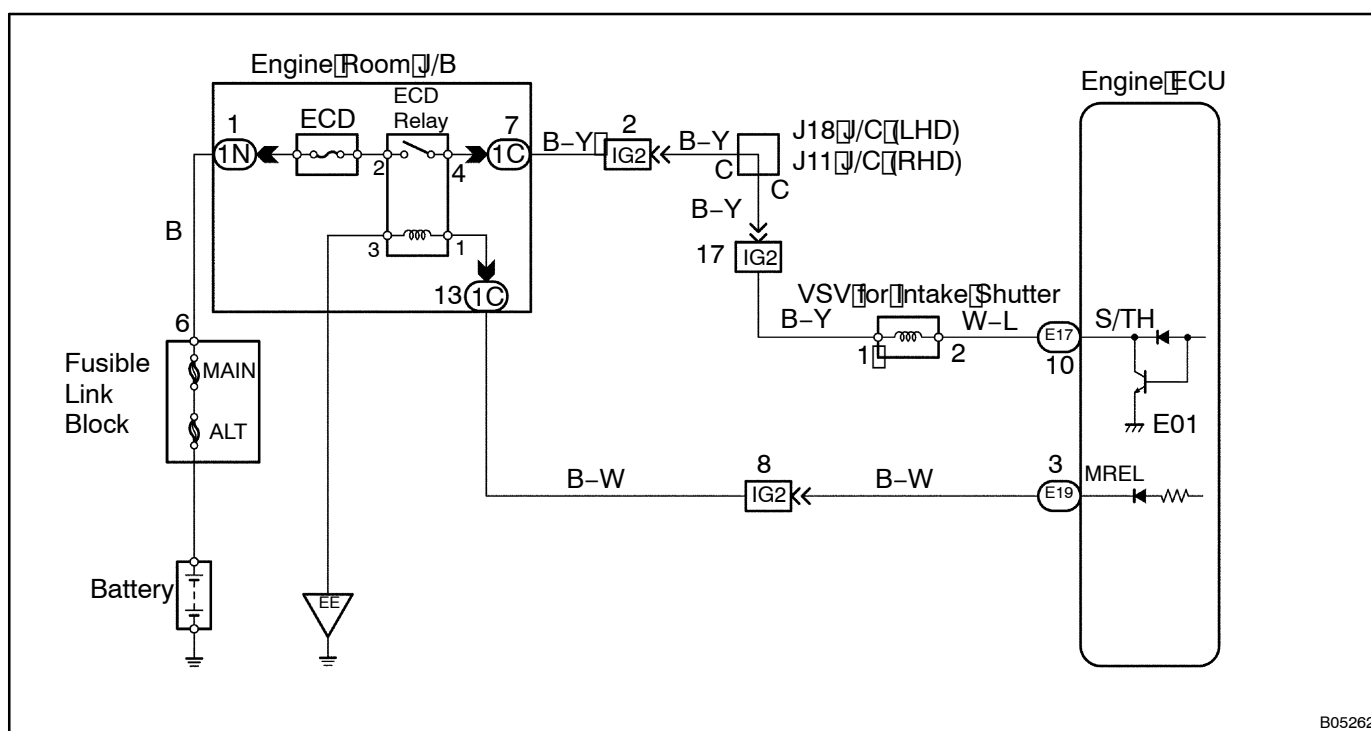 Engine Room J/B
Engine ECU
ECD
ECD
Relay
1
1N
2
4
7
1C
B–Y
2
IG2
B–Y
C
C
J18 J/C (LHD)
J11 J/C (RHD)
B–Y
17
IG2
3
1
13
1C
B
VSV for Intake Shutter
B–Y
1
2
W–L
E17
10
S/TH
E01
6
Fusible
Link
Block
MAIN
ALT
B–W
8
IG2
B–W
3
E19
MREL
Battery
EE
B05262